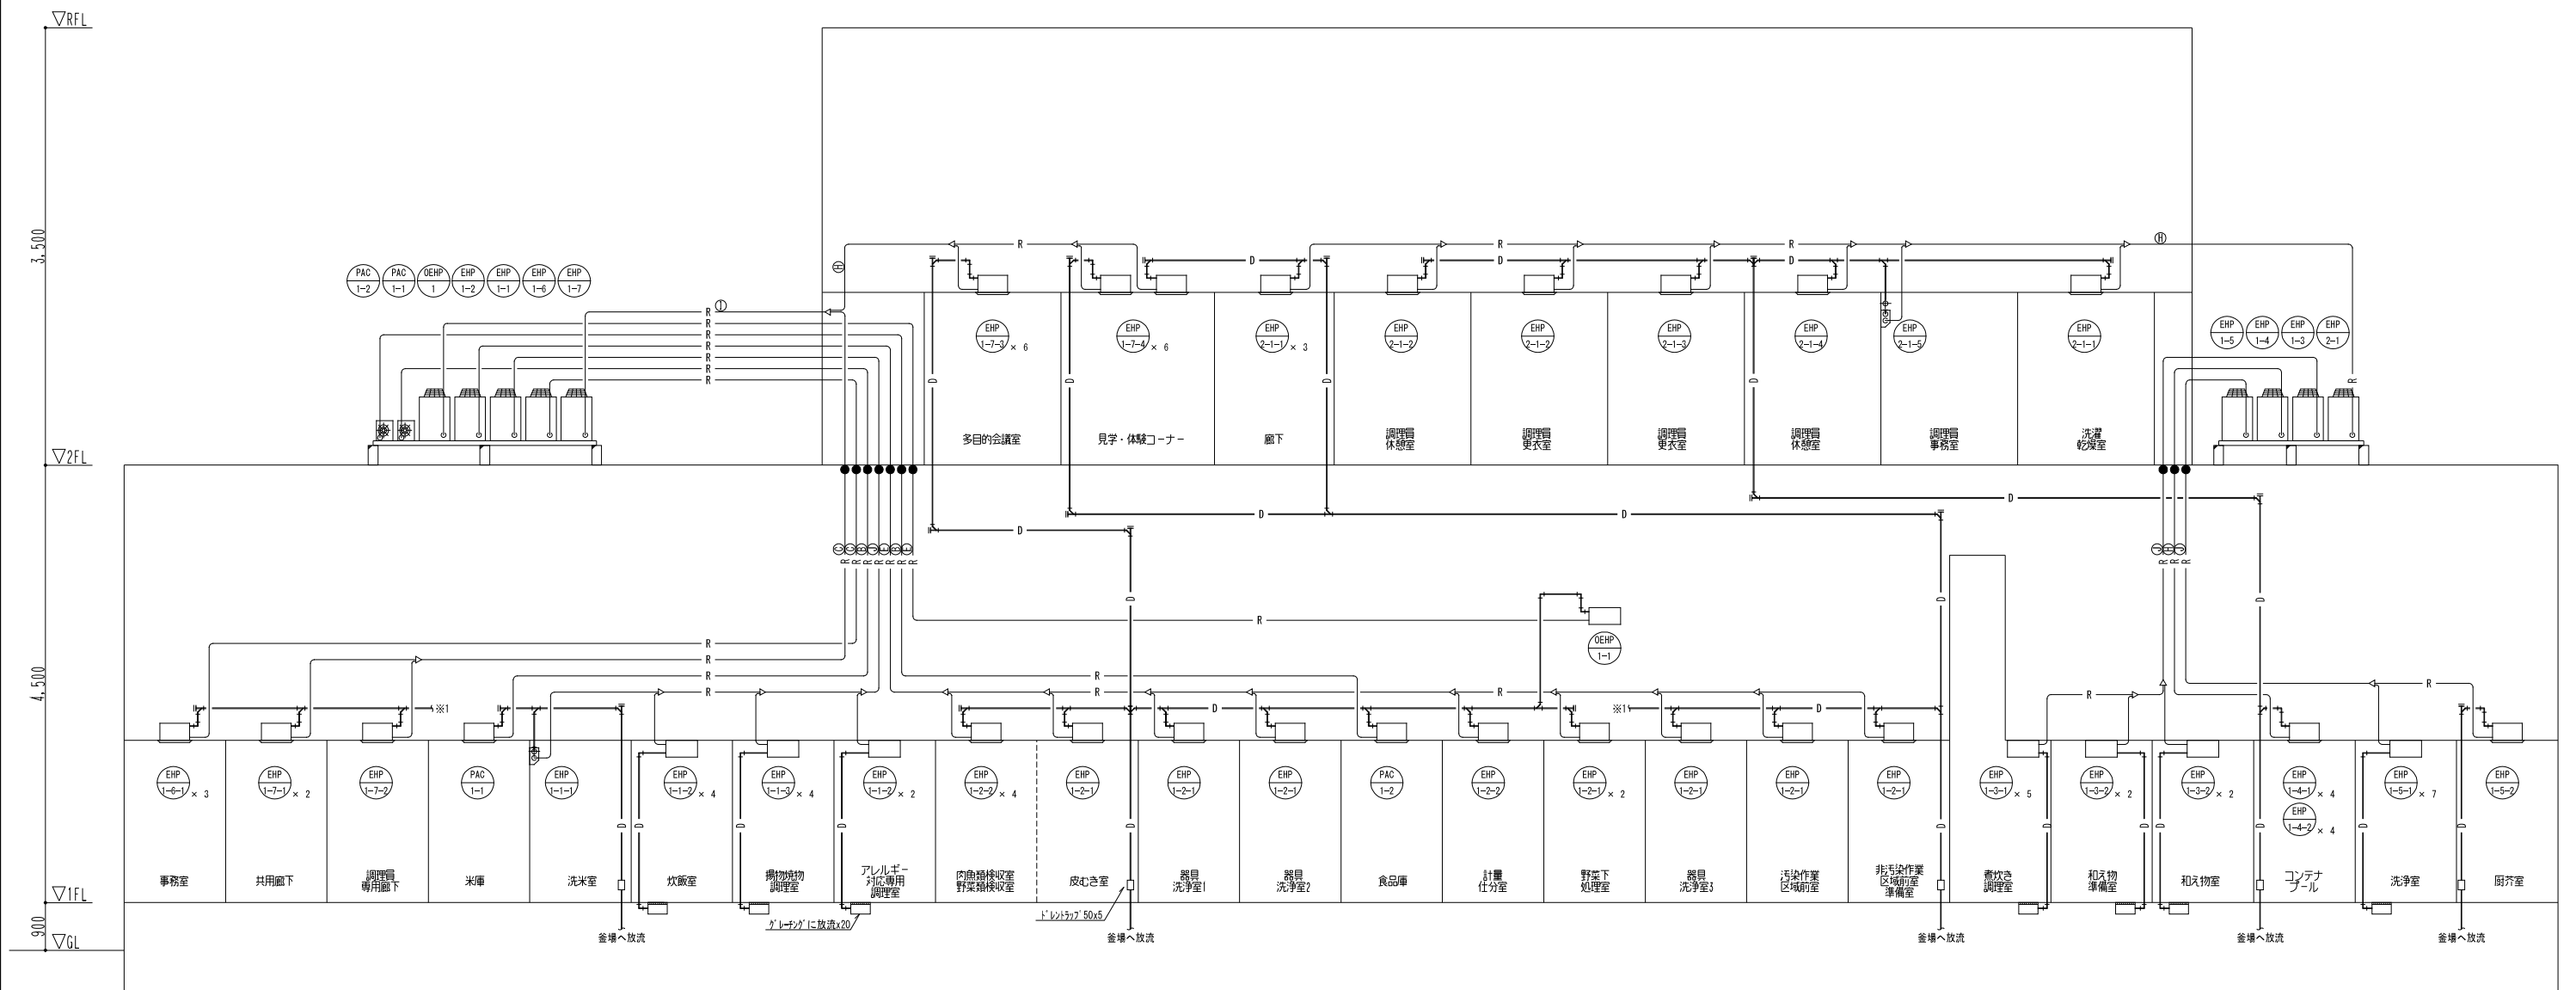 ▽RFL
3,500
▽2FL
4,500
▽1FL
900
▽GL
PAC
1-2
PAC
1-1
OEHP
1
EHP
1-2
EHP
1-1
EHP
1-6
EHP
1-7
Ⓗ
R
R
R
R
Ⓗ
D
D
D
Ⓘ
R
R
R
R
R
R
R
EHP
1-7-3 × 6
EHP
1-7-4 × 6
EHP
2-1-1 × 3
EHP
2-1-2
EHP
2-1-2
EHP
2-1-3
EHP
2-1-4
EHP
2-1-5
EHP
2-1-1
EHP
1-5
EHP
1-4
EHP
1-3
EHP
2-1
D
D
D
D
多目的会議室
見学・体験コーナー
廊下
調理員
休憩室
調理員
更衣室
調理員
更衣室
調理員
休憩室
調理員
事務室
洗濯
乾燥室
D
D
D
D
R
R
R
R
R
R
R
R
R
R
D
D
D
R
OEHP
1-1
R
R
R
R
R
R
R
R
R
※1
D
※1
D
EHP
1-6-1 × 3
EHP
1-7-1 × 2
EHP
1-7-2
PAC
1-1
EHP
1-1-1
EHP
1-1-2 × 4
EHP
1-1-3 × 4
EHP
1-1-2 × 2
EHP
1-2-2 × 4
EHP
1-2-1
EHP
1-2-1
EHP
1-2-1
PAC
1-2
EHP
1-2-2
EHP
1-2-1 × 2
EHP
1-2-1
EHP
1-2-1
EHP
1-2-1
EHP
1-3-1 × 5
EHP
1-3-2 × 2
EHP
1-3-2 × 2
EHP
1-4-1 × 4
EHP
1-4-2 × 4
EHP
1-5-1 × 7
EHP
1-5-2
事務室
共用廊下
調理員
専用廊下
米庫
洗米室
炊飯室
揚物焼物
調理室
アレルギー
対応専用
調理室
肉魚類検収室
野菜類検収室
皮むき室
器具
洗浄室1
器具
洗浄室2
食品庫
計量
仕分室
野菜下
処理室
器具
洗浄室3
汚染作業
区域前室
非汚染作業
区域前室
準備室
煮炊き
調理室
和え物
準備室
和え物室
コンテナ
プール
洗浄室
厨芥室
グレーチングに放流x20
ドレントラップ50x5
釜場へ放流
釜場へ放流
釜場へ放流
釜場へ放流
釜場へ放流